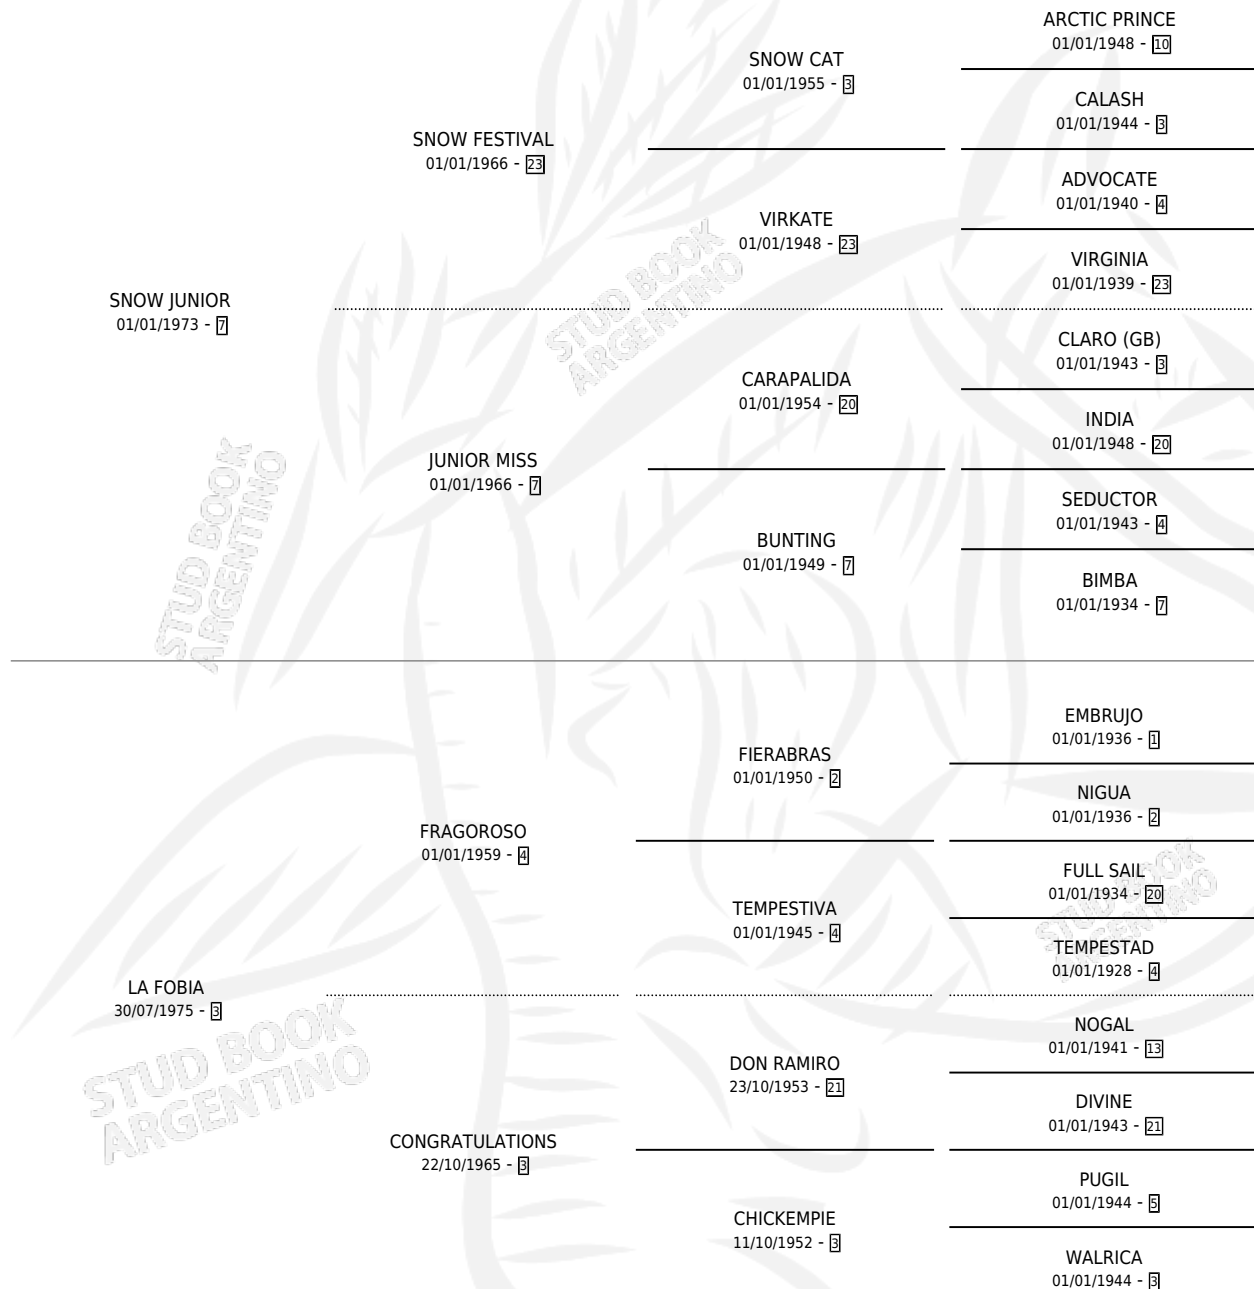 ARCTIC PRINCE
01/01/1948 - 10
SNOW CAT
01/01/1955 - 3
CALASH
01/01/1944 - 3
SNOW FESTIVAL
01/01/1966 - 23
ADVOCATE
01/01/1940 - 4
VIRKATE
01/01/1948 - 23
VIRGINIA
01/01/1939 - 23
SNOW JUNIOR
01/01/1973 - 7
STUD BOOK
ARGENTINO
CLARO (GB)
01/01/1943 - 3
CARAPALIDA
01/01/1954 - 20
INDIA
01/01/1948 - 20
JUNIOR MISS
01/01/1966 - 7
SEDUCTOR
01/01/1943 - 4
BUNTING
01/01/1949 - 7
BIMBA
01/01/1934 - 7
STUD BOOK
ARGENTINO
EMBRUJO
01/01/1936 - 1
FIERABRAS
01/01/1950 - 2
NIGUA
01/01/1936 - 2
FRAGOROSO
01/01/1959 - 4
FULL SAIL
01/01/1934 - 20
TEMPESTIVA
01/01/1945 - 4
TEMPESTAD
01/01/1928 - 4
STUD BOOK
ARGENTINO
LA FOBIA
30/07/1975 - 3
NOGAL
01/01/1941 - 13
DON RAMIRO
23/10/1953 - 21
DIVINE
01/01/1943 - 21
STUD BOOK
ARGENTINO
CONGRATULATIONS
22/10/1965 - 3
PUGIL
01/01/1944 - 5
CHICKEMPIE
11/10/1952 - 3
WALRICA
01/01/1944 - 3